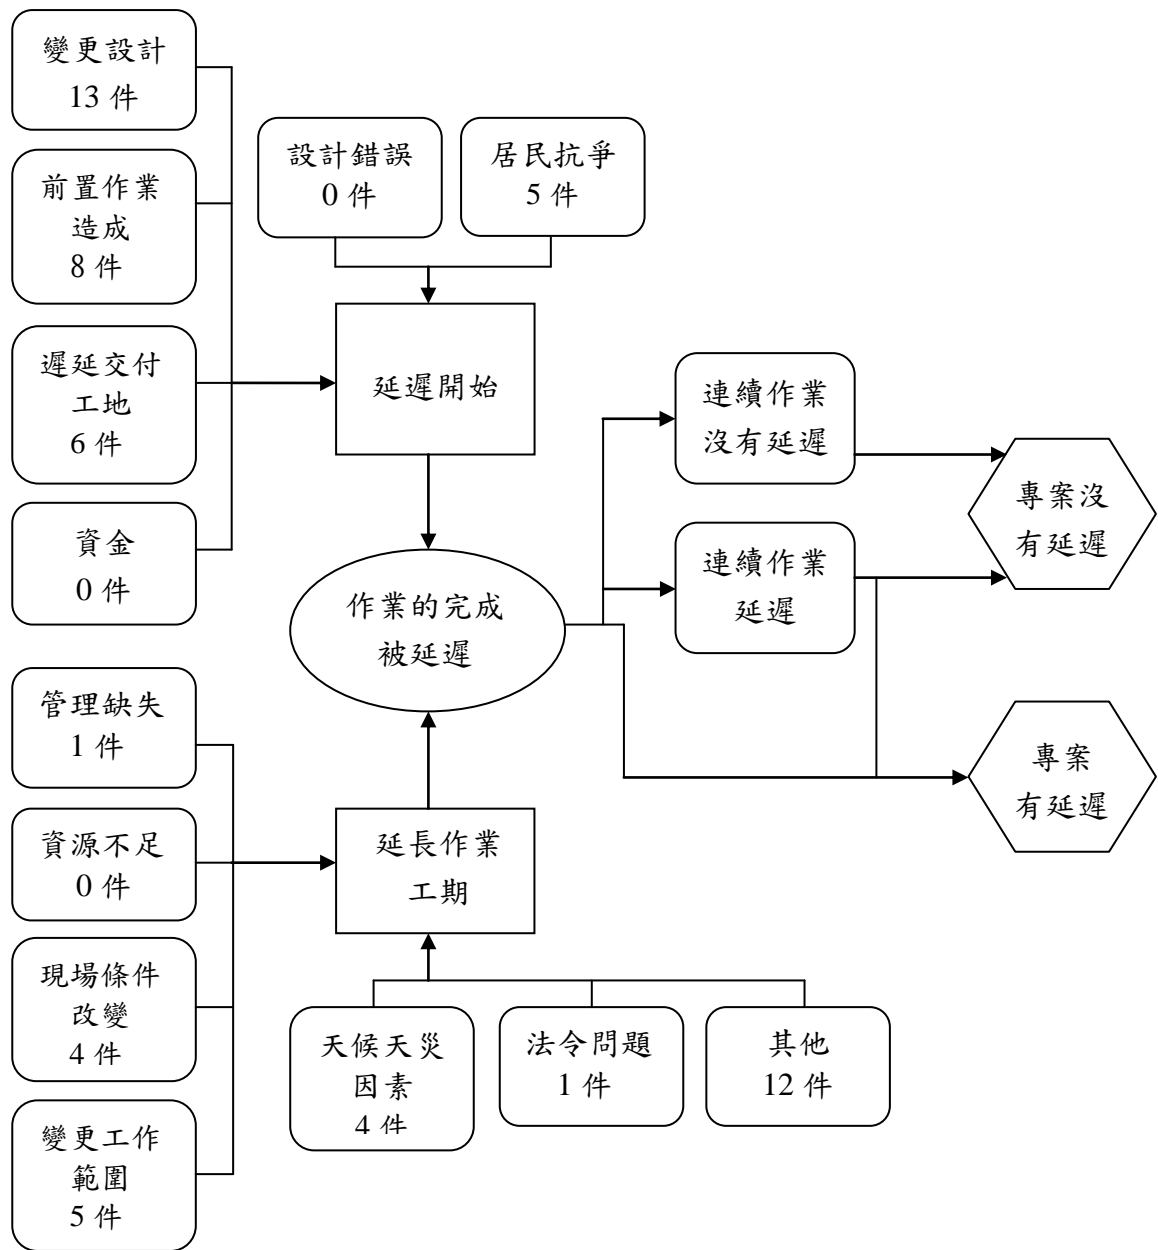 變更設計
13 件
前置作業
造成
8 件
遲延交付
工地
6 件
資金
0 件
設計錯誤
0 件
居民抗爭
5 件
延遲開始
作業的完成
被延遲
連續作業
沒有延遲
連續作業
延遲
專案沒
有延遲
專案
有延遲
管理缺失
1 件
資源不足
0 件
現場條件
改變
4 件
變更工作
範圍
5 件
延長作業
工期
天候天災
因素
4 件
法令問題
1 件
其他
12 件